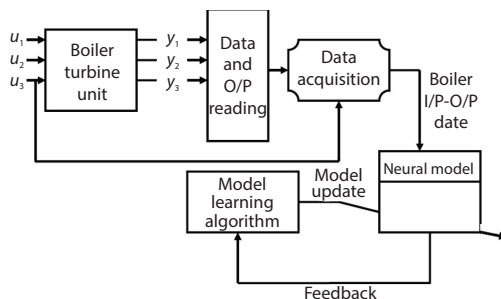 u1
u2
u3
Boiler
turbine
unit
y1
y2
y3
Data
and
O/P
reading
Data
acquisition
Boiler
I/P-O/P
date
Neural model
Model
update
Model
learning
algorithm
Feedback